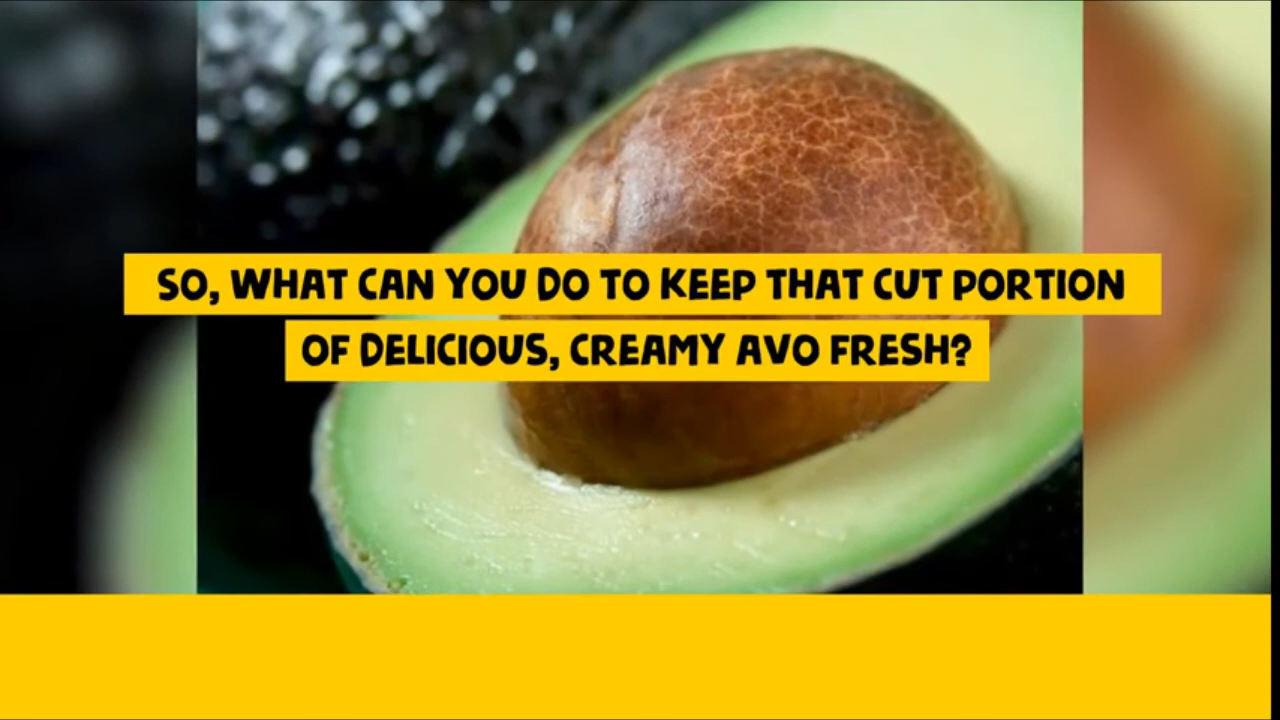 SO, WHAT CAN YOU DO TO KEEP THAT CUT PORTION
OF DELICIOUS, CREAMY AVO FRESH?